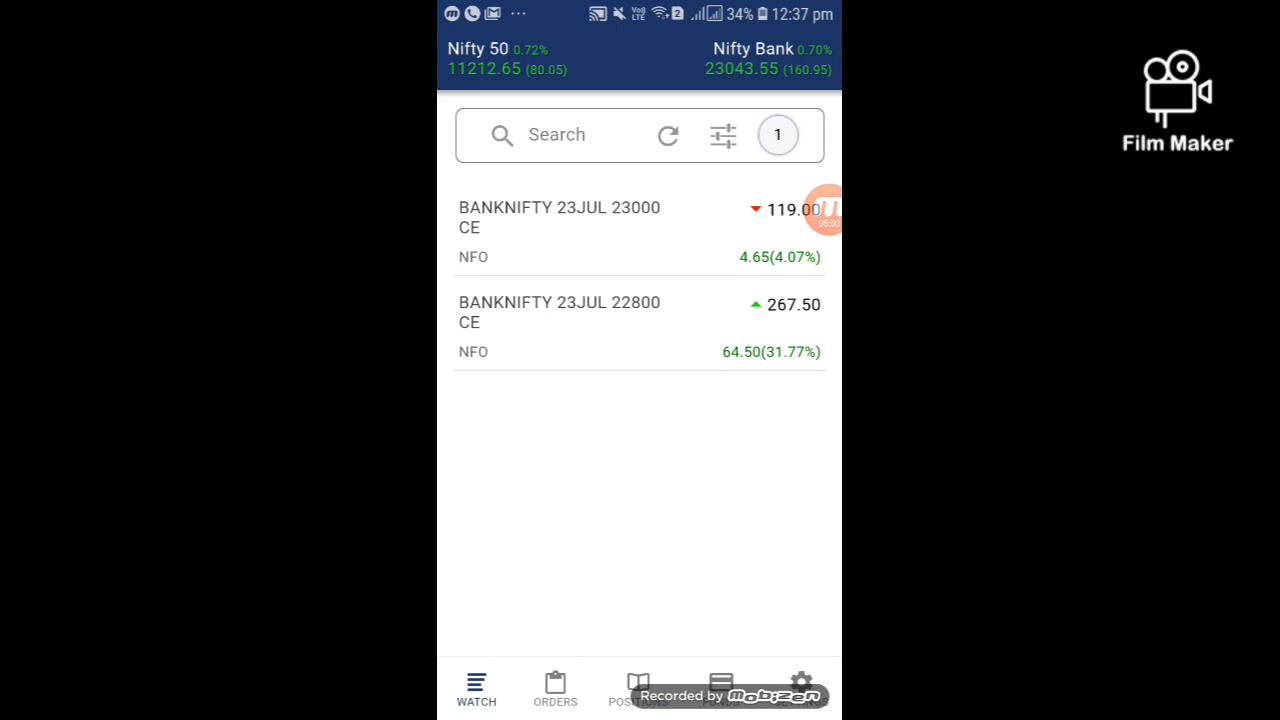 34% 12:37 pm
Nifty 50 0.72%
11212.65 (80.05)
Nifty Bank 0.70%
23043.55 (160.95)
Film Maker
Search
1
BANKNIFTY 23JUL 23000
CE
119.00
05:03
NFO
4.65(4.07%)
BANKNIFTY 23JUL 22800
CE
267.50
NFO
64.50(31.77%)
WATCH
ORDERS
Recorded by mobizen